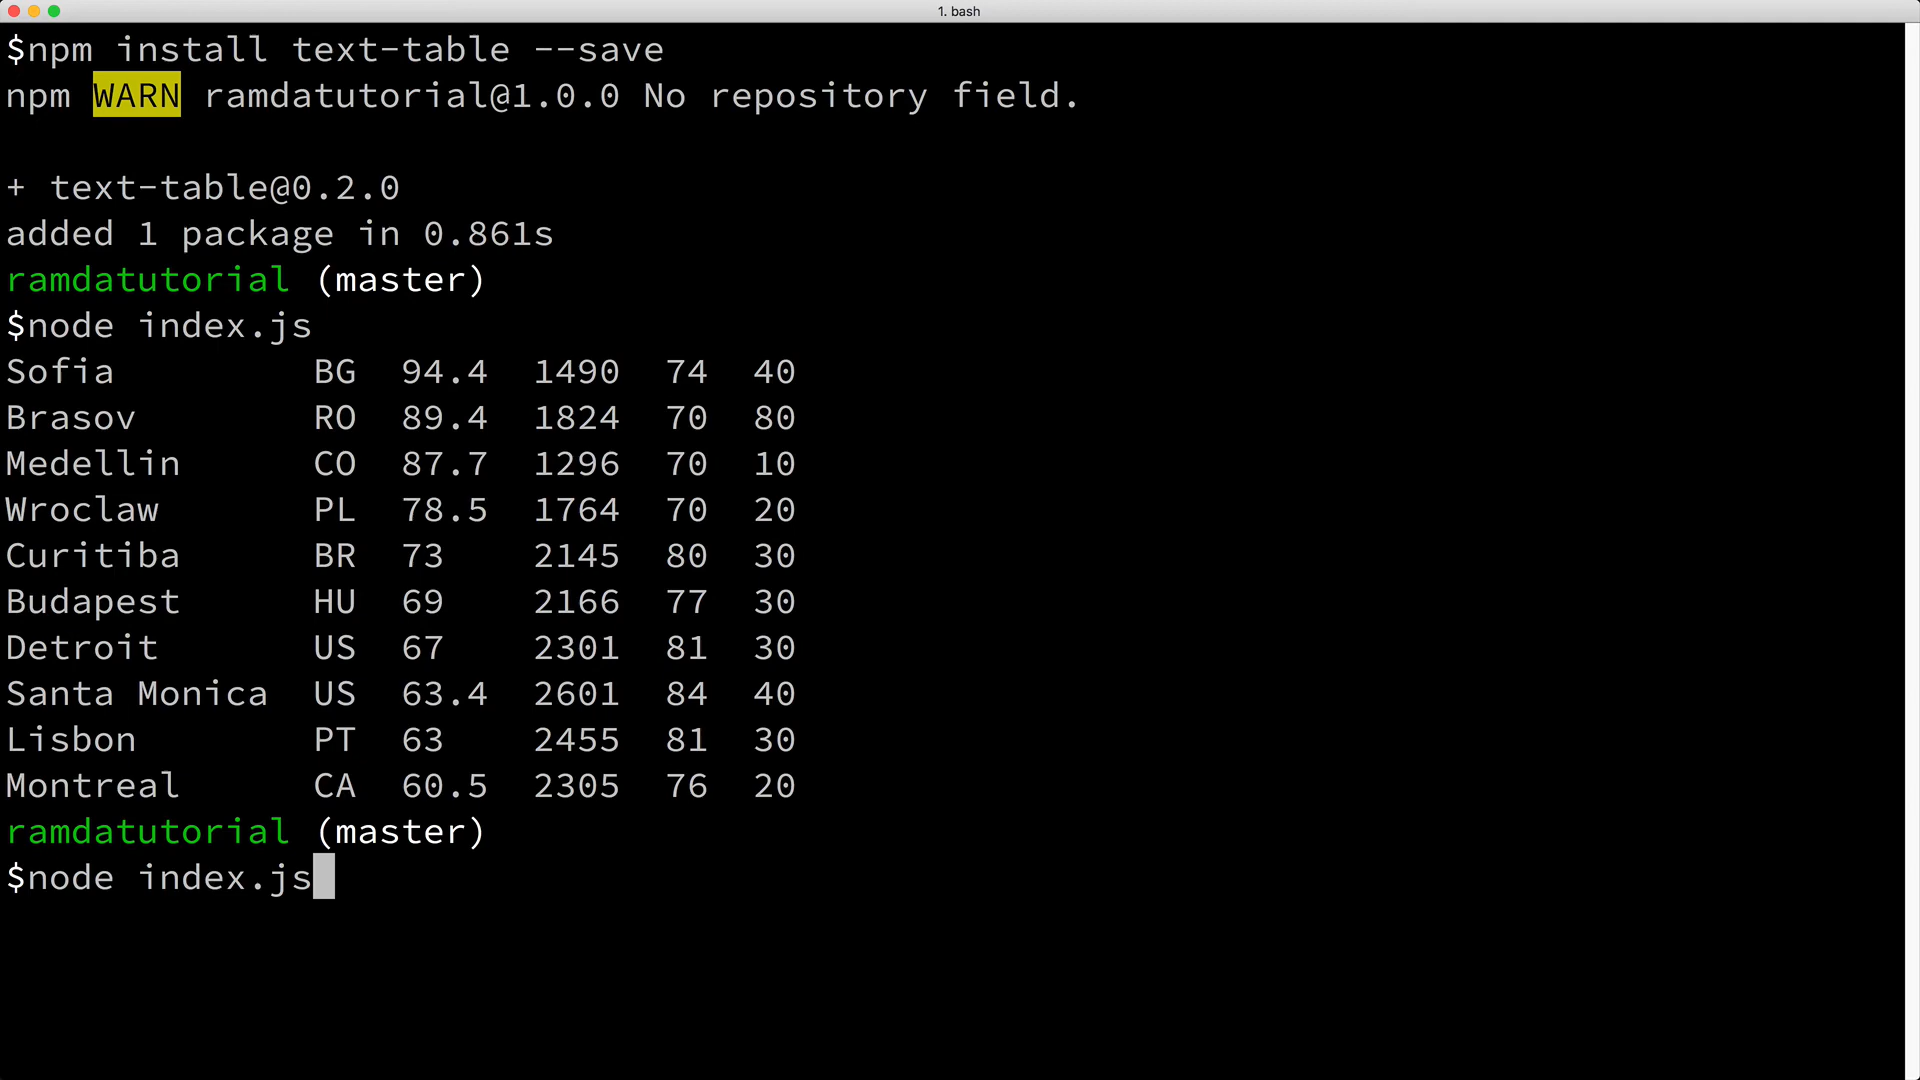 1. bash
$npm install text-table --save
npm WARN ramdatutorial@1.0.0 No repository field.
+ text-table@0.2.0
added 1 package in 0.861s
ramdatutorial (master)
$node index.js
Sofia BG 94.4 1490 74 40
Brasov RO 89.4 1824 70 80
Medellin CO 87.7 1296 70 10
Wroclaw PL 78.5 1764 70 20
Curitiba BR 73 2145 80 30
Budapest HU 69 2166 77 30
Detroit US 67 2301 81 30
Santa Monica US 63.4 2601 84 40
Lisbon PT 63 2455 81 30
Montreal CA 60.5 2305 76 20
ramdatutorial (master)
$node index.js